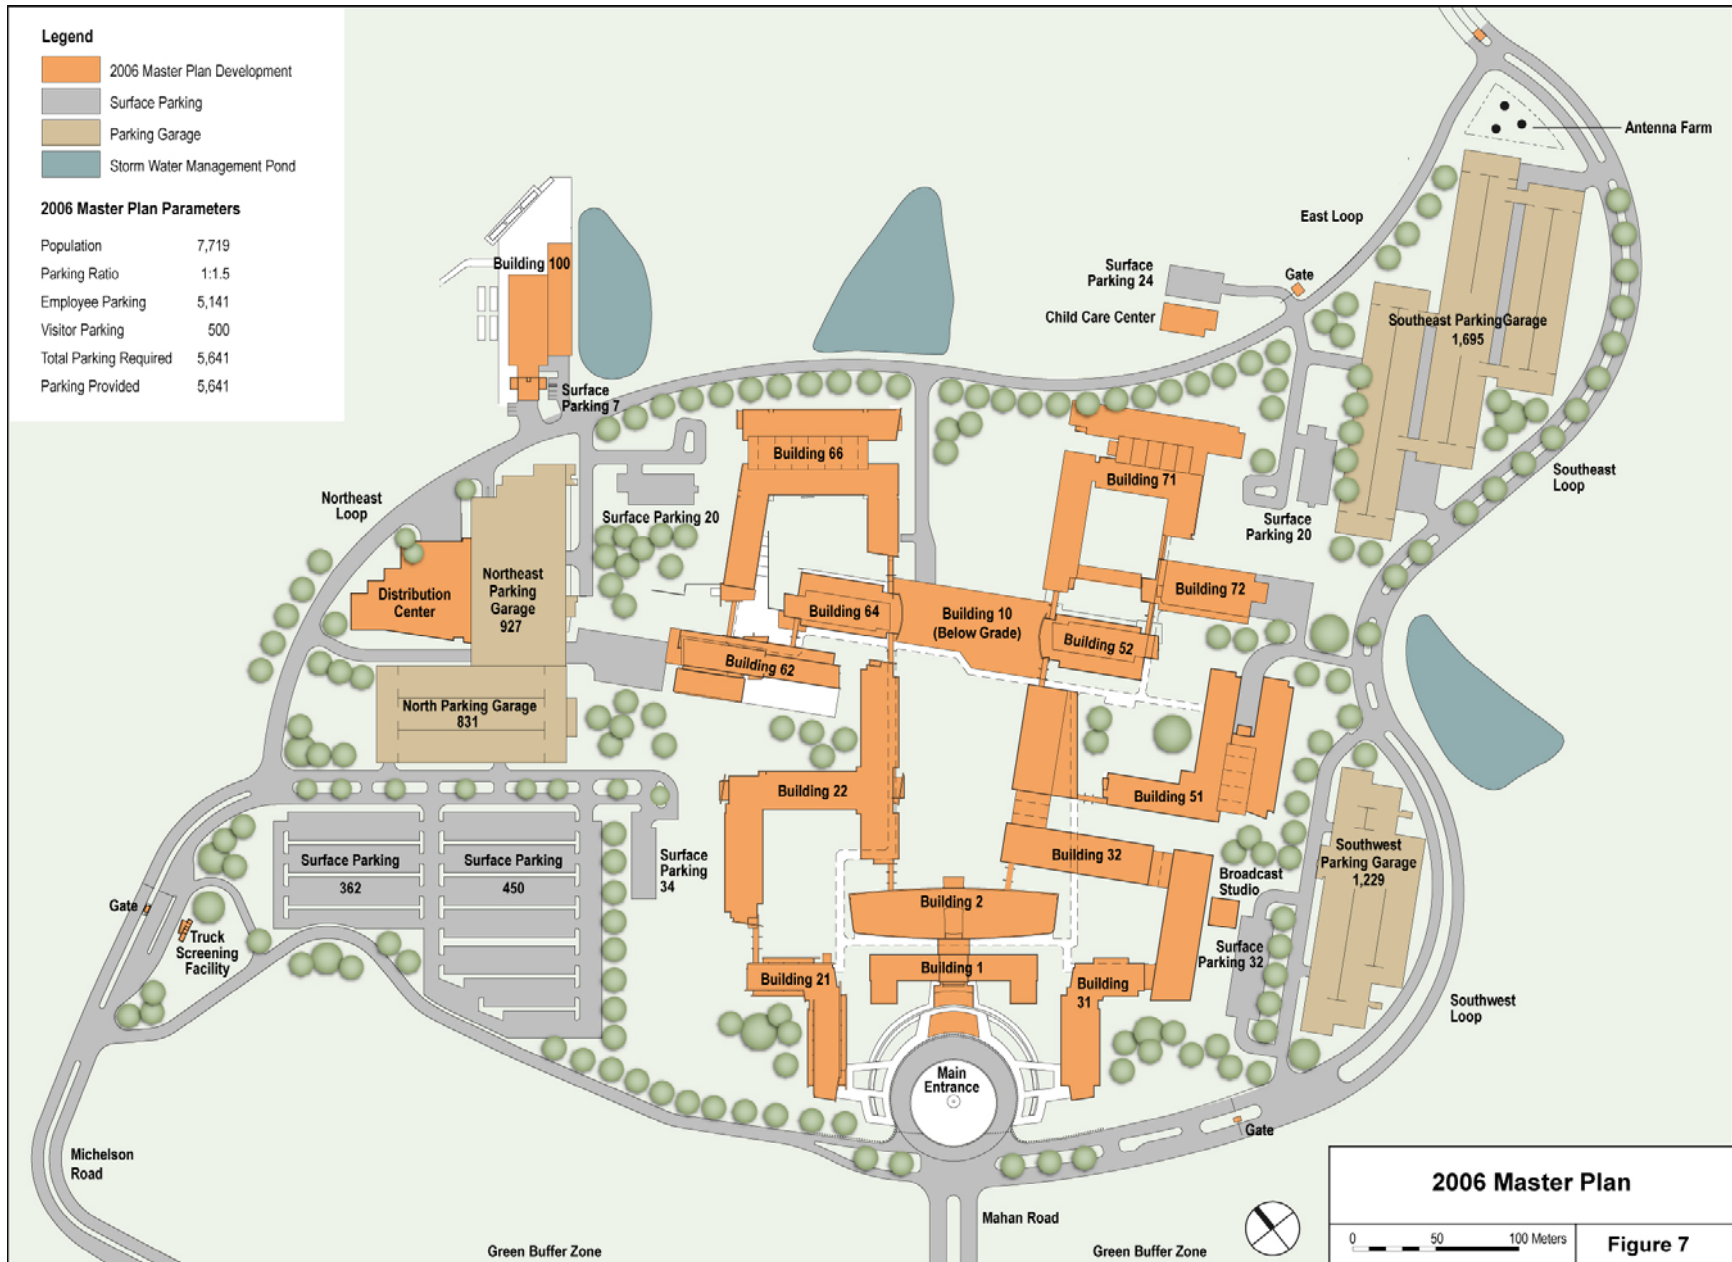 Legend
2006 Master Plan Development
Surface Parking
Parking Garage
Storm Water Management Pond
2006 Master Plan Parameters
Population 7,719
Parking Ratio 1:1.5
Employee Parking 5,141
Visitor Parking 500
Total Parking Required 5,641
Parking Provided 5,641
Antenna Farm
East Loop
Building 100
Surface
Parking 24
Gate
Child Care Center
Southeast ParkingGarage
1,695
Surface
Parking 7
Building 66
Building 71
Southeast
Loop
Northeast
Loop
Surface Parking 20
Surface
Parking 20
Northeast
Parking
Garage
927
Distribution
Center
Building 64
Building 10
(Below Grade)
Building 72
Building 52
Building 62
North Parking Garage
831
Building 22
Building 51
Surface Parking
362
Surface Parking
450
Surface
Parking
34
Building 32
Southwest
Parking Garage
1,229
Broadcast
Studio
Building 2
Gate
Truck
Screening
Facility
Surface
Parking 32
Building 1
Building 21
Building
31
Southwest
Loop
Main
Entrance
Gate
Michelson
Road
Mahan Road
Green Buffer Zone
Green Buffer Zone
2006 Master Plan
0 50 100 Meters
Figure 7